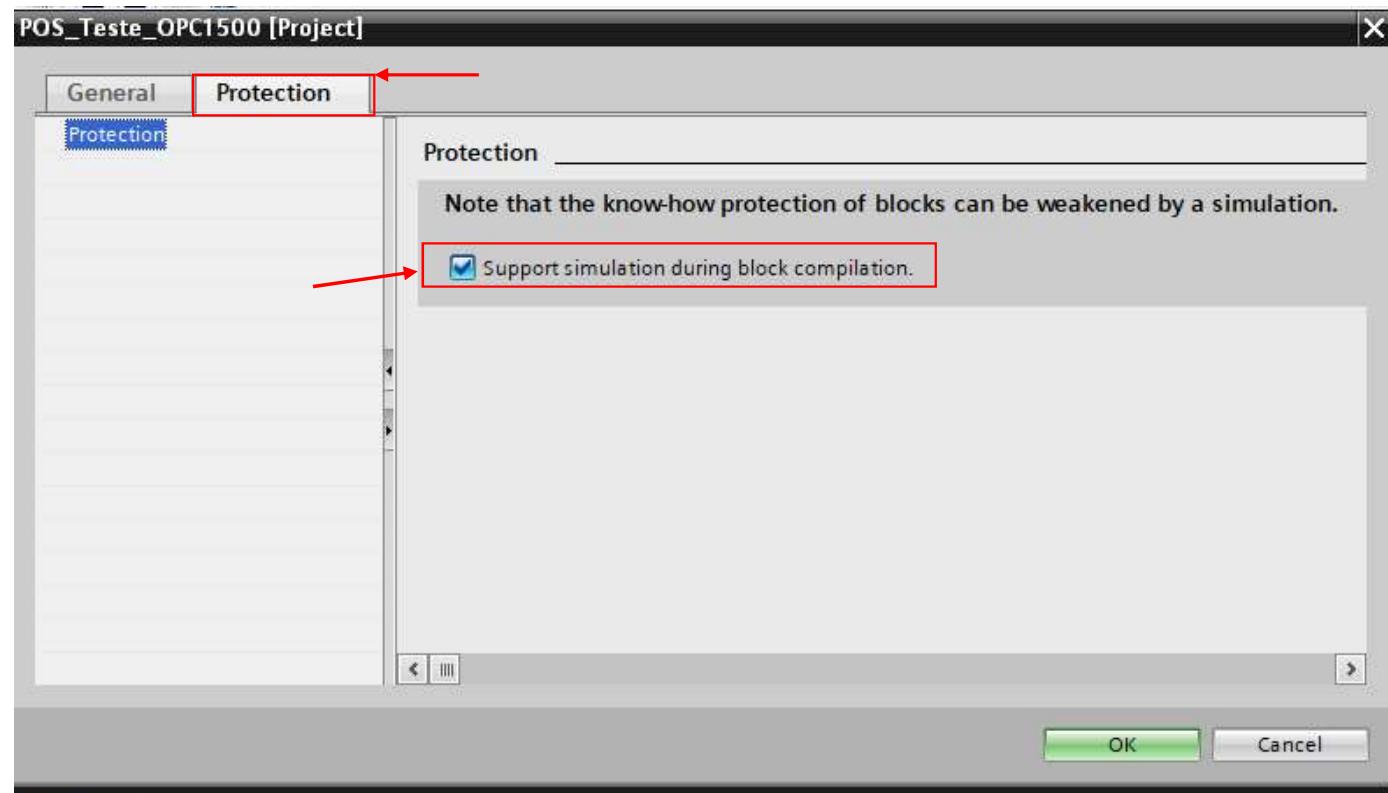 POS_Teste_OPC1500 [Project]
General
Protection
Protection
Protection
Note that the know-how protection of blocks can be weakened by a simulation.
Support simulation during block compilation.
OK
Cancel